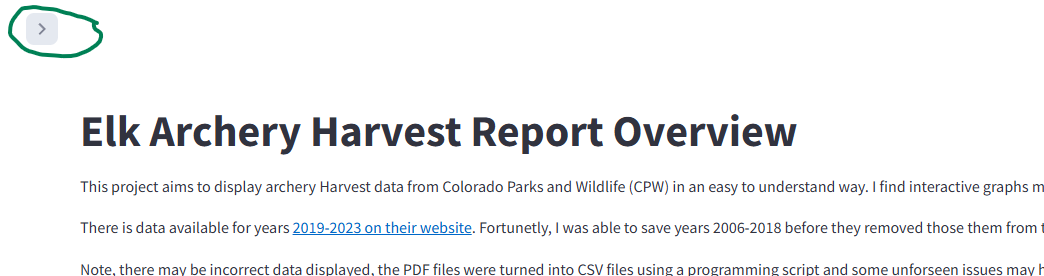 Elk Archery Harvest Report Overview
This project aims to display archery Harvest data from Colorado Parks and Wildlife (CPW) in an easy to understand way. I find interactive graphs
There is data available for years 2019-2023 on their website. Fortunetly, I was able to save years 2006-2018 before they removed those them from
Note, there may be incorrect data displayed, the PDF files were turned into CSV files using a programming script and some unforseen issues may